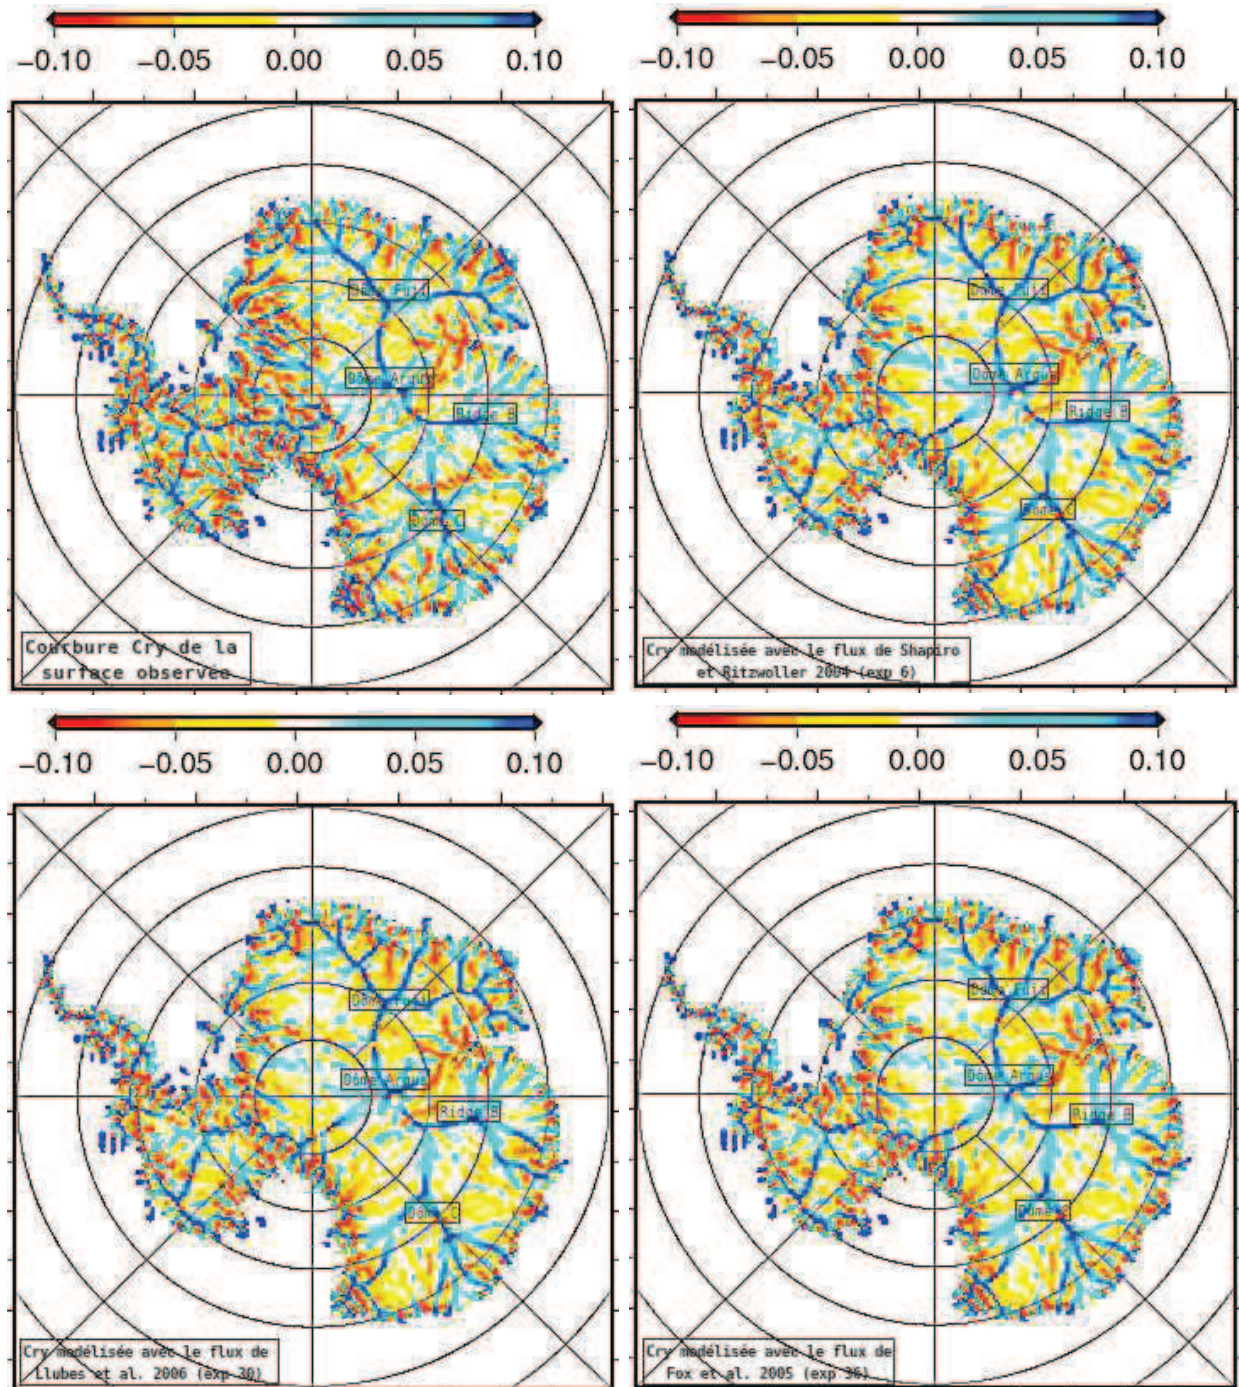 −0.10 −0.05 0.00 0.05 0.10
Dôme Fuji
Dôme Argus
Ridge B
Dôme C
Courbure Cry de la
surface observée
−0.10 −0.05 0.00 0.05 0.10
Dôme Fuji
Dôme Argus
Ridge B
Dôme C
Cry modélisée avec le flux de Shapiro
et Ritzwoller 2004 (exp 6)
−0.10 −0.05 0.00 0.05 0.10
Dôme Fuji
Dôme Argus
Ridge B
Dôme C
Cry modélisée avec le flux de
Llubes et al. 2006 (exp 30)
−0.10 −0.05 0.00 0.05 0.10
Dôme Fuji
Dôme Argus
Ridge B
Dôme C
Cry modélisée avec le flux de
Fox et al. 2005 (exp 36)